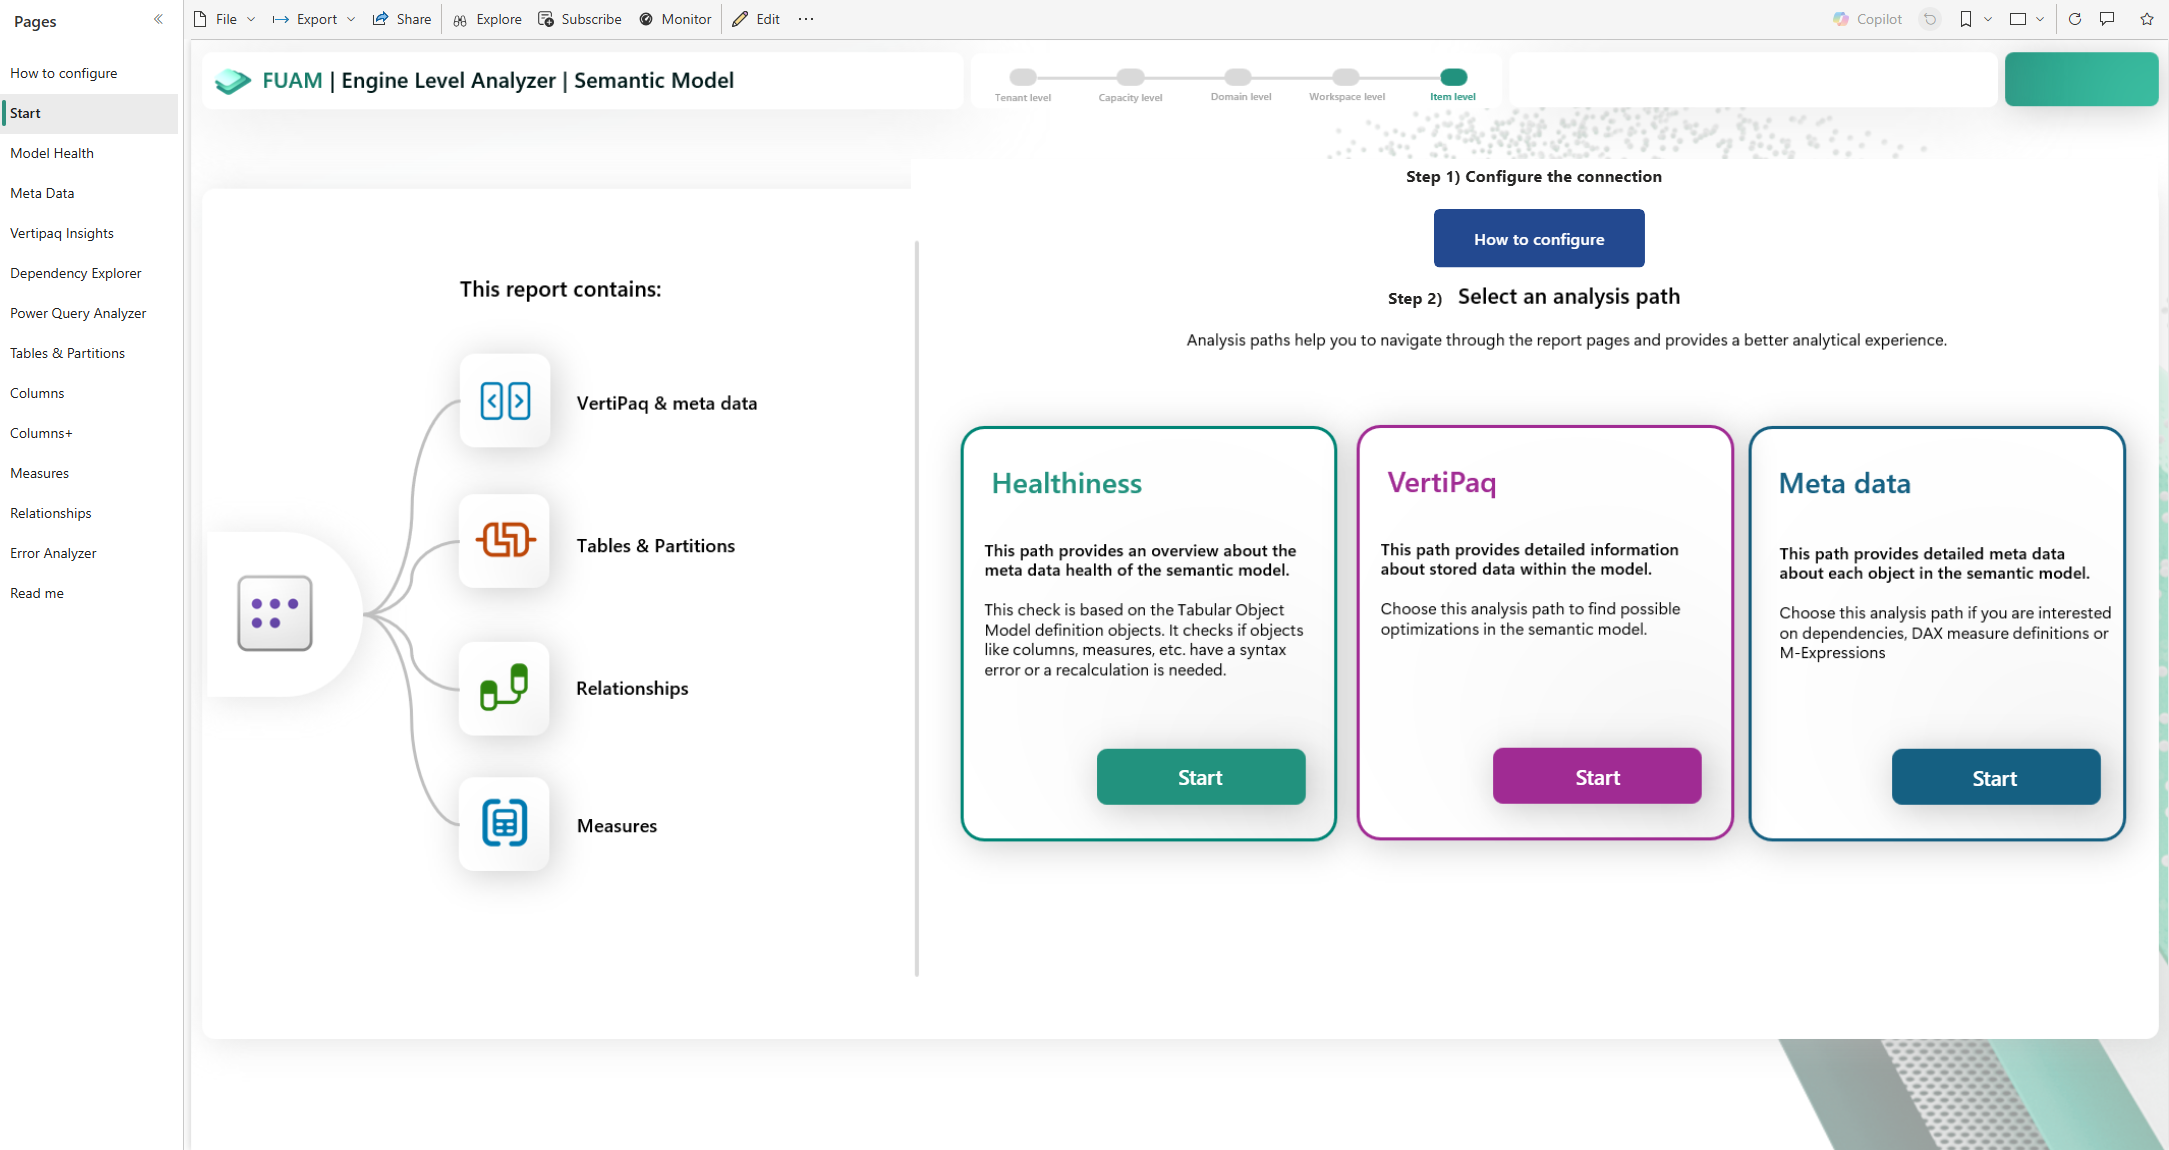 Pages
File
Export
Share
Explore
Subscribe
Monitor
Edit
Copilot
How to configure
Start
Model Health
Meta Data
Vertipaq Insights
Dependency Explorer
Power Query Analyzer
Tables & Partitions
Columns
Columns+
Measures
Relationships
Error Analyzer
Read me
FUAM | Engine Level Analyzer | Semantic Model
Tenant level
Capacity level
Domain level
Workspace level
Item level
This report contains:
VertiPaq & meta data
Tables & Partitions
Relationships
Measures
Step 1) Configure the connection
How to configure
Step 2) Select an analysis path
Analysis paths help you to navigate through the report pages and provides a better analytical experience.
Healthiness
This path provides an overview about the
meta data health of the semantic model.
This check is based on the Tabular Object
Model definition objects. It checks if objects
like columns, measures, etc. have a syntax
error or a recalculation is needed.
Start
VertiPaq
This path provides detailed information
about stored data within the model.
Choose this analysis path to find possible
optimizations in the semantic model.
Start
Meta data
This path provides detailed meta data
about each object in the semantic model.
Choose this analysis path if you are interested
on dependencies, DAX measure definitions or
M-Expressions
Start